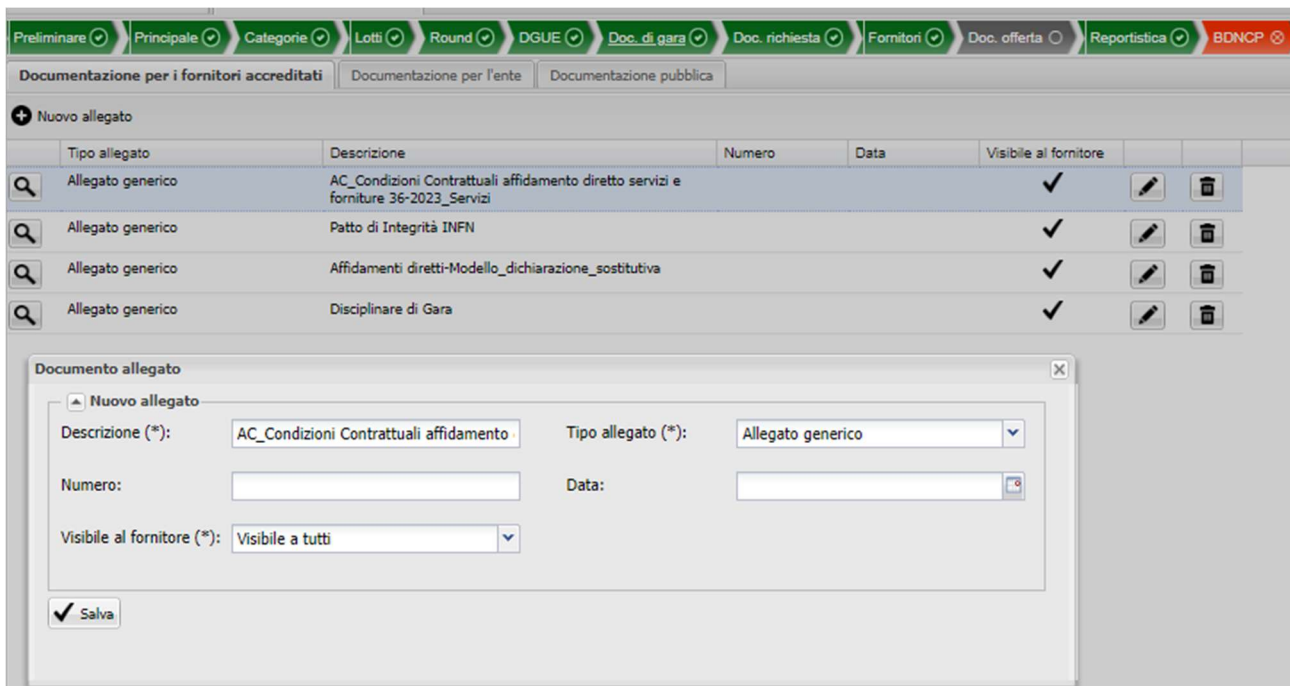 Preliminare Principale Categorie Lotti Round DGUE Doc. di gara Doc. richiesta Fornitori Doc. offerta Reportistica BDNCP
Documentazione per i fornitori accreditati Documentazione per l'ente Documentazione pubblica
Nuovo allegato
Tipo allegato Descrizione Numero Data Visibile al fornitore
Allegato generico AC_Condizioni Contrattuali affidamento diretto servizi e
forniture 36-2023_Servizi
Allegato generico Patto di Integrità INFN
Allegato generico Affidamenti diretti-Modello_dichiarazione_sostitutiva
Allegato generico Disciplinare di Gara
Documento allegato
Nuovo allegato
Descrizione (*): AC_Condizioni Contrattuali affidamento Tipo allegato (*): Allegato generico
Numero: Data:
Visibile al fornitore (*): Visibile a tutti
Salva